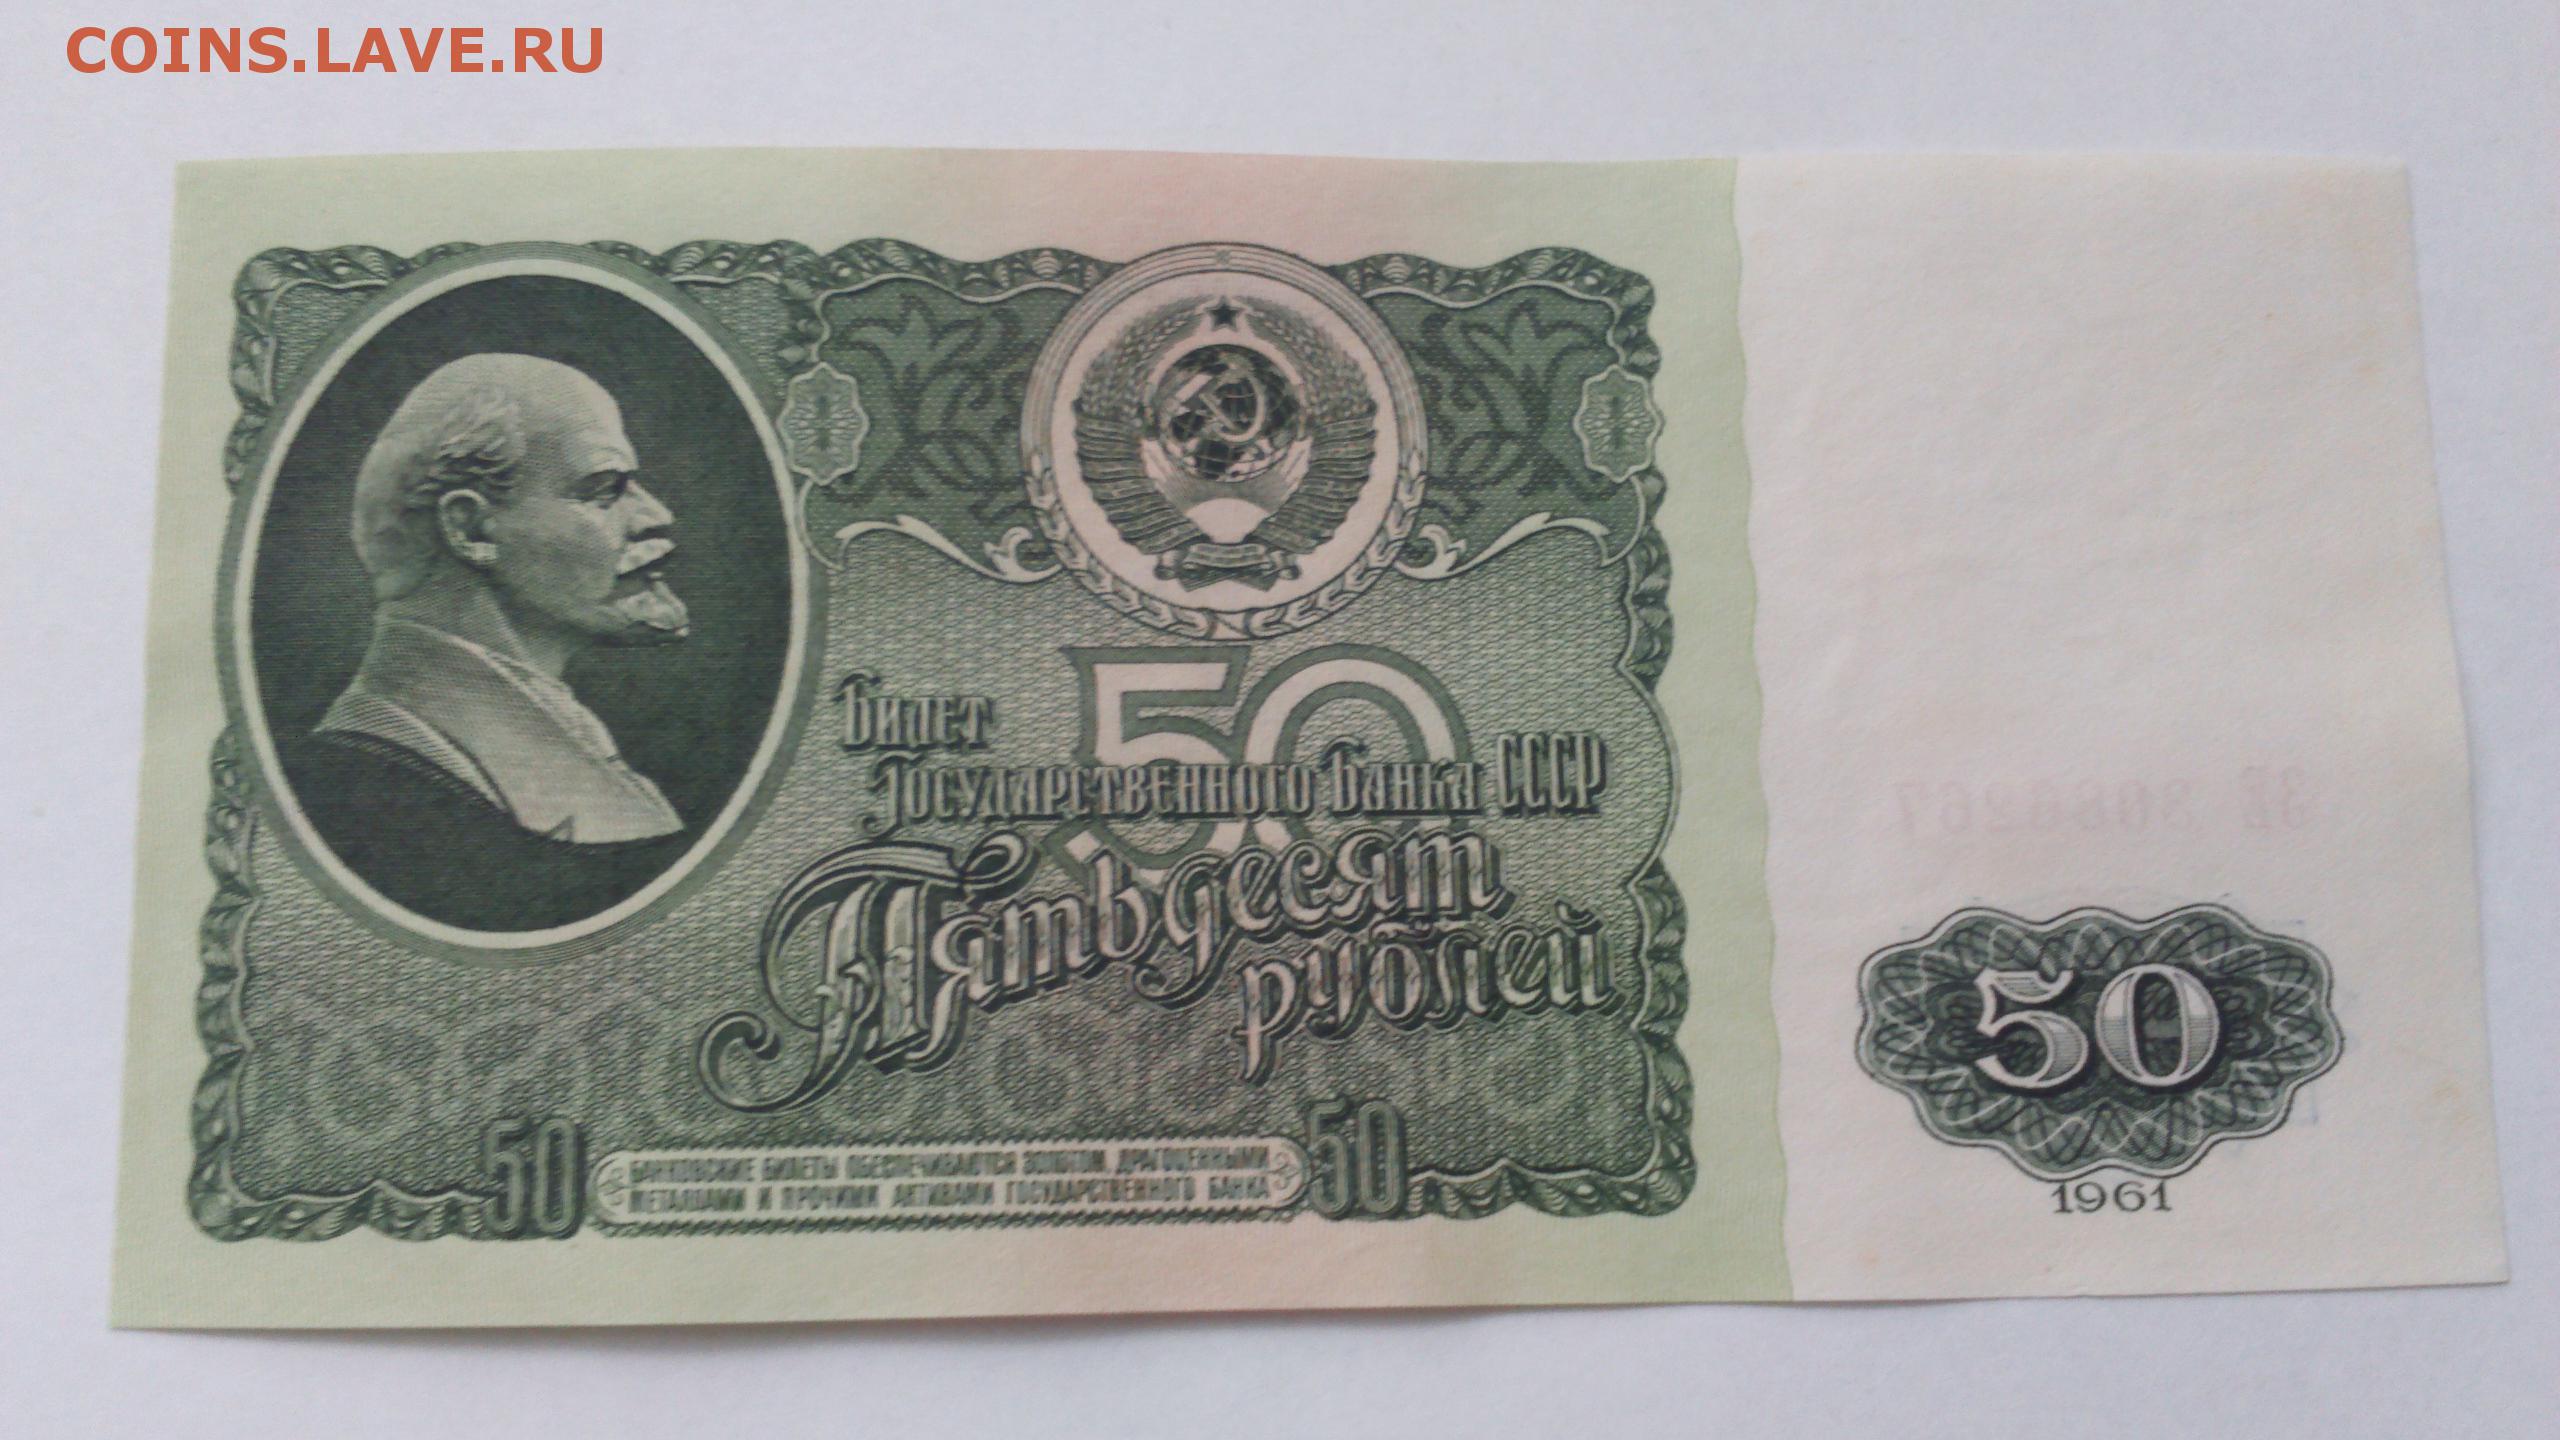 COINS.LAVE.RU
Билет
Государственного Банка СССР
50
Пятьдесят
рублей
50
БАНКОВСКИЕ БИЛЕТЫ ОБЕСПЕЧИВАЮТСЯ ЗОЛОТОМ, ДРАГОЦЕННЫМИ
МЕТАЛЛАМИ И ПРОЧИМИ АКТИВАМИ ГОСУДАРСТВЕННОГО БАНКА
50
50
1961